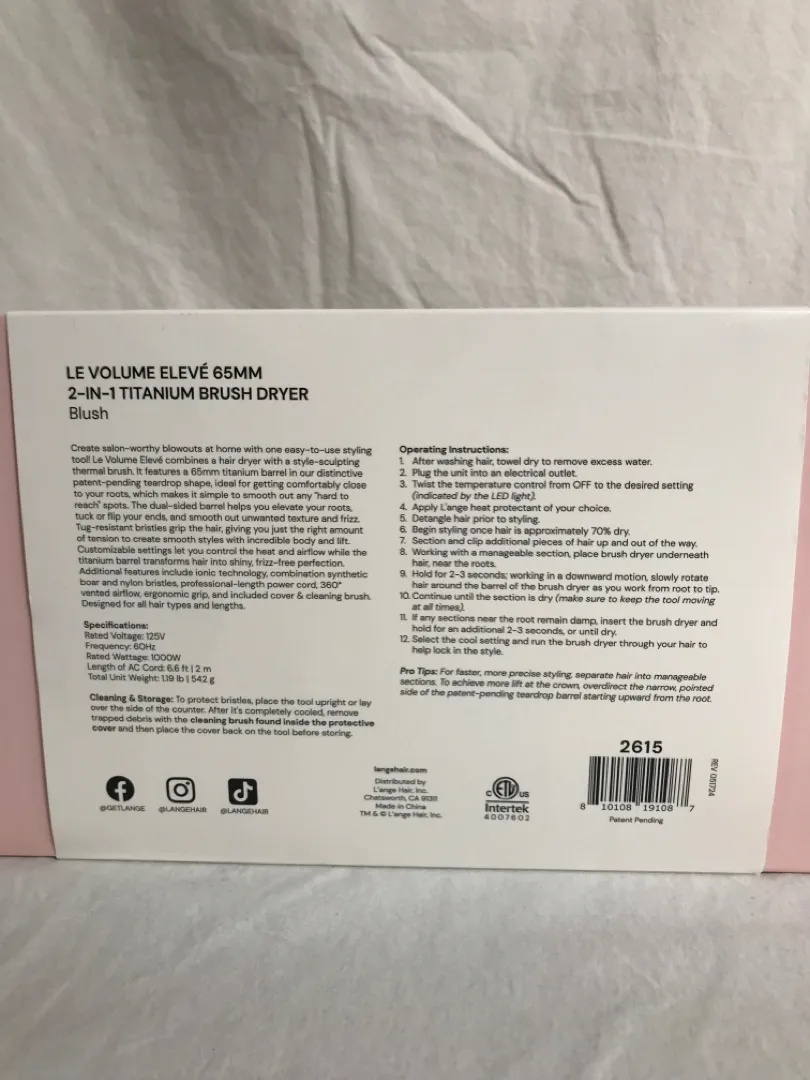 LE VOLUME ELEVÉ 65MM
2-IN-1 TITANIUM BRUSH DRYER
Blush
Create salon-worthy blowouts at home with one easy-to-use styling
tool! Le Volume Elevé combines a hair dryer with a style-sculpting
thermal brush. It features a 65mm titanium barrel in our distinctive
patent-pending teardrop shape, ideal for getting comfortably close
to your roots, which makes it simple to smooth out any "hard to
reach" spots. The dual-sided barrel helps you elevate your roots,
tuck or flip your ends, and smooth out unwanted texture and frizz.
Tug-resistant bristles grip the hair, giving you just the right amount
of tension to create smooth styles with incredible body and lift.
Customizable settings let you control the heat and airflow while the
titanium barrel transforms hair into shiny, frizz-free perfection.
Additional features include ionic technology, combination synthetic
boar and nylon bristles, professional-length power cord, 360°
vented airflow, ergonomic grip, and included cover & cleaning brush.
Designed for all hair types and lengths.
Specifications:
Rated Voltage: 125V
Frequency: 60Hz
Rated Wattage: 1000W
Length of AC Cord: 6.6 ft | 2 m
Total Unit Weight: 1.19 lb | 542 g
Cleaning & Storage: To protect bristles, place the tool upright or lay
over the side of the counter. After it's completely cooled, remove
trapped debris with the cleaning brush found inside the protective
cover and then place the cover back on the tool before storing.
Operating Instructions:
1. After washing hair, towel dry to remove excess water.
2. Plug the unit into an electrical outlet.
3. Twist the temperature control from OFF to the desired setting
(indicated by the LED light).
4. Apply L'ange heat protectant of your choice.
5. Detangle hair prior to styling.
6. Begin styling once hair is approximately 70% dry.
7. Section and clip additional pieces of hair up and out of the way.
8. Working with a manageable section, place brush dryer underneath
hair, near the roots.
9. Hold for 2-3 seconds; working in a downward motion, slowly rotate
hair around the barrel of the brush dryer as you work from root to tip.
10. Continue until the section is dry (make sure to keep the tool moving
at all times).
11. If any sections near the root remain damp, insert the brush dryer and
hold for an additional 2-3 seconds, or until dry.
12. Select the cool setting and run the brush dryer through your hair to
help lock in the style.
Pro Tips: For faster, more precise styling, separate hair into manageable
sections. To achieve more lift at the crown, overdirect the narrow, pointed
side of the patent-pending teardrop barrel starting upward from the root.
@GETLANGE @LANGEHAIR @LANGEHAIR
langehair.com
Distributed by
L'ange Hair, Inc.
Chatsworth, CA 91311
Made in China
TM & © L'ange Hair, Inc.
c ETL us
Intertek
4007602
2615
8 10108 19108 7
Patent Pending
REV 051724